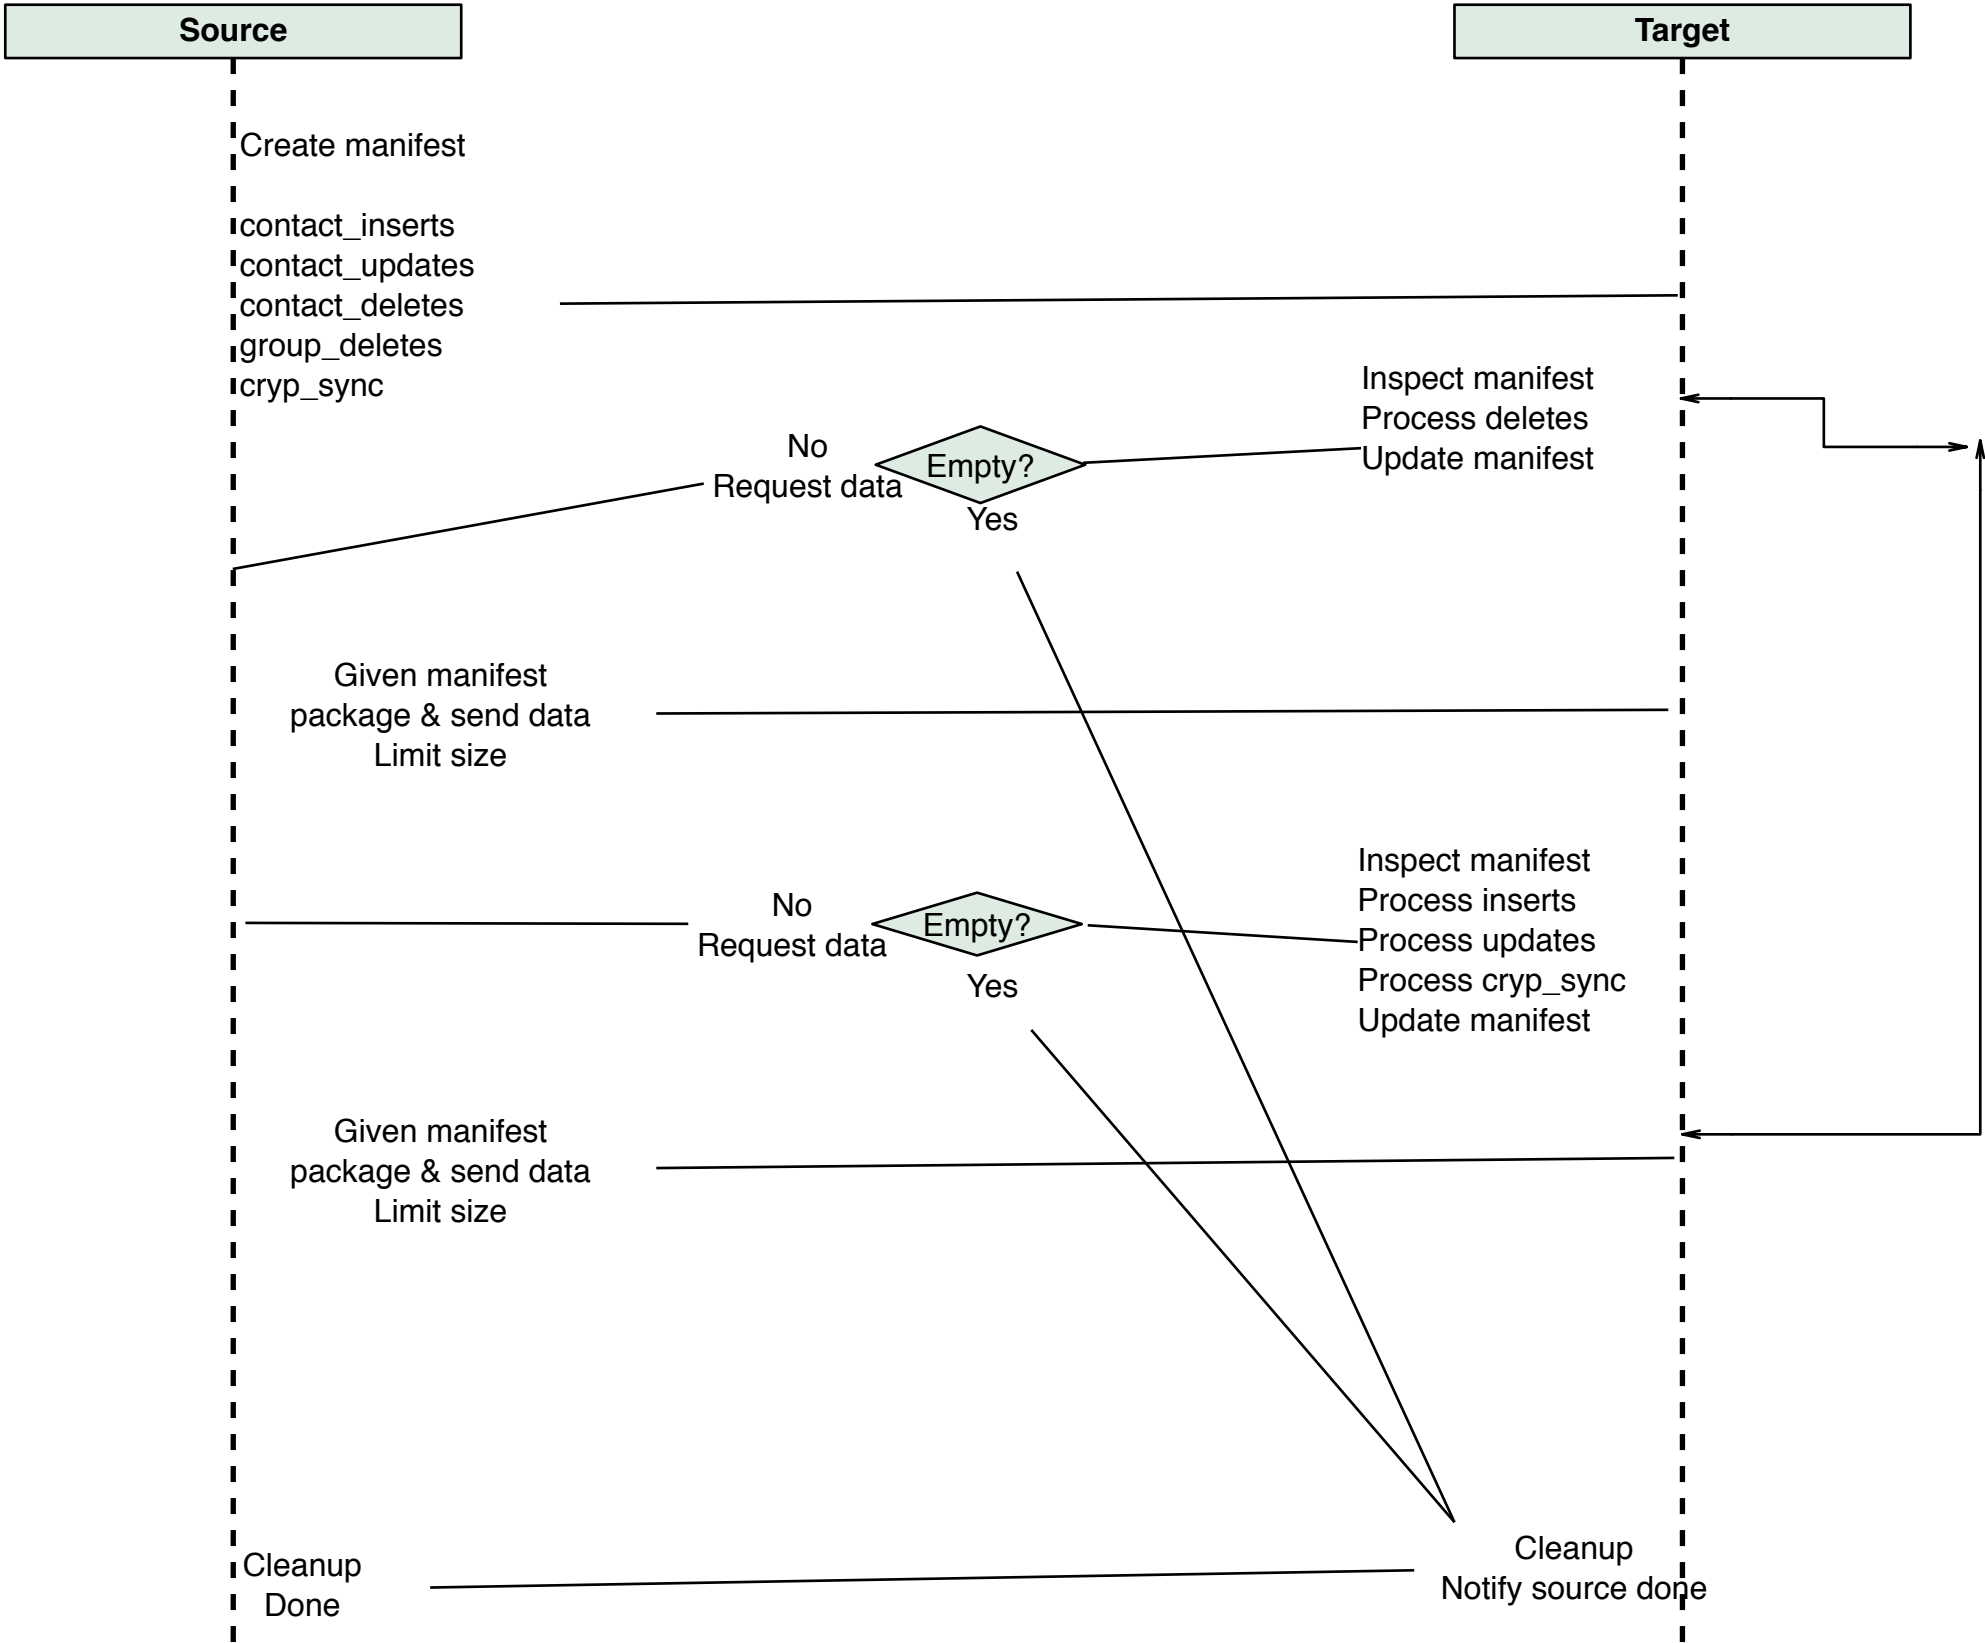 Source
Target
Create manifest
contact_inserts
contact_updates
contact_deletes
group_deletes
cryp_sync
Inspect manifest
Process deletes
Update manifest
No
Request data
Empty?
Yes
Given manifest
package & send data
Limit size
Inspect manifest
Process inserts
Process updates
Process cryp_sync
Update manifest
No
Request data
Empty?
Yes
Given manifest
package & send data
Limit size
Cleanup
Notify source done
Cleanup
Done